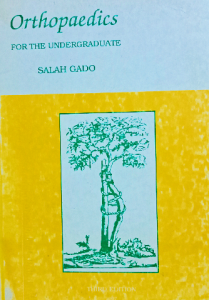 Orthopaedics
FOR THE UNDERGRADUATE
SALAH GADO
THIRD EDITION